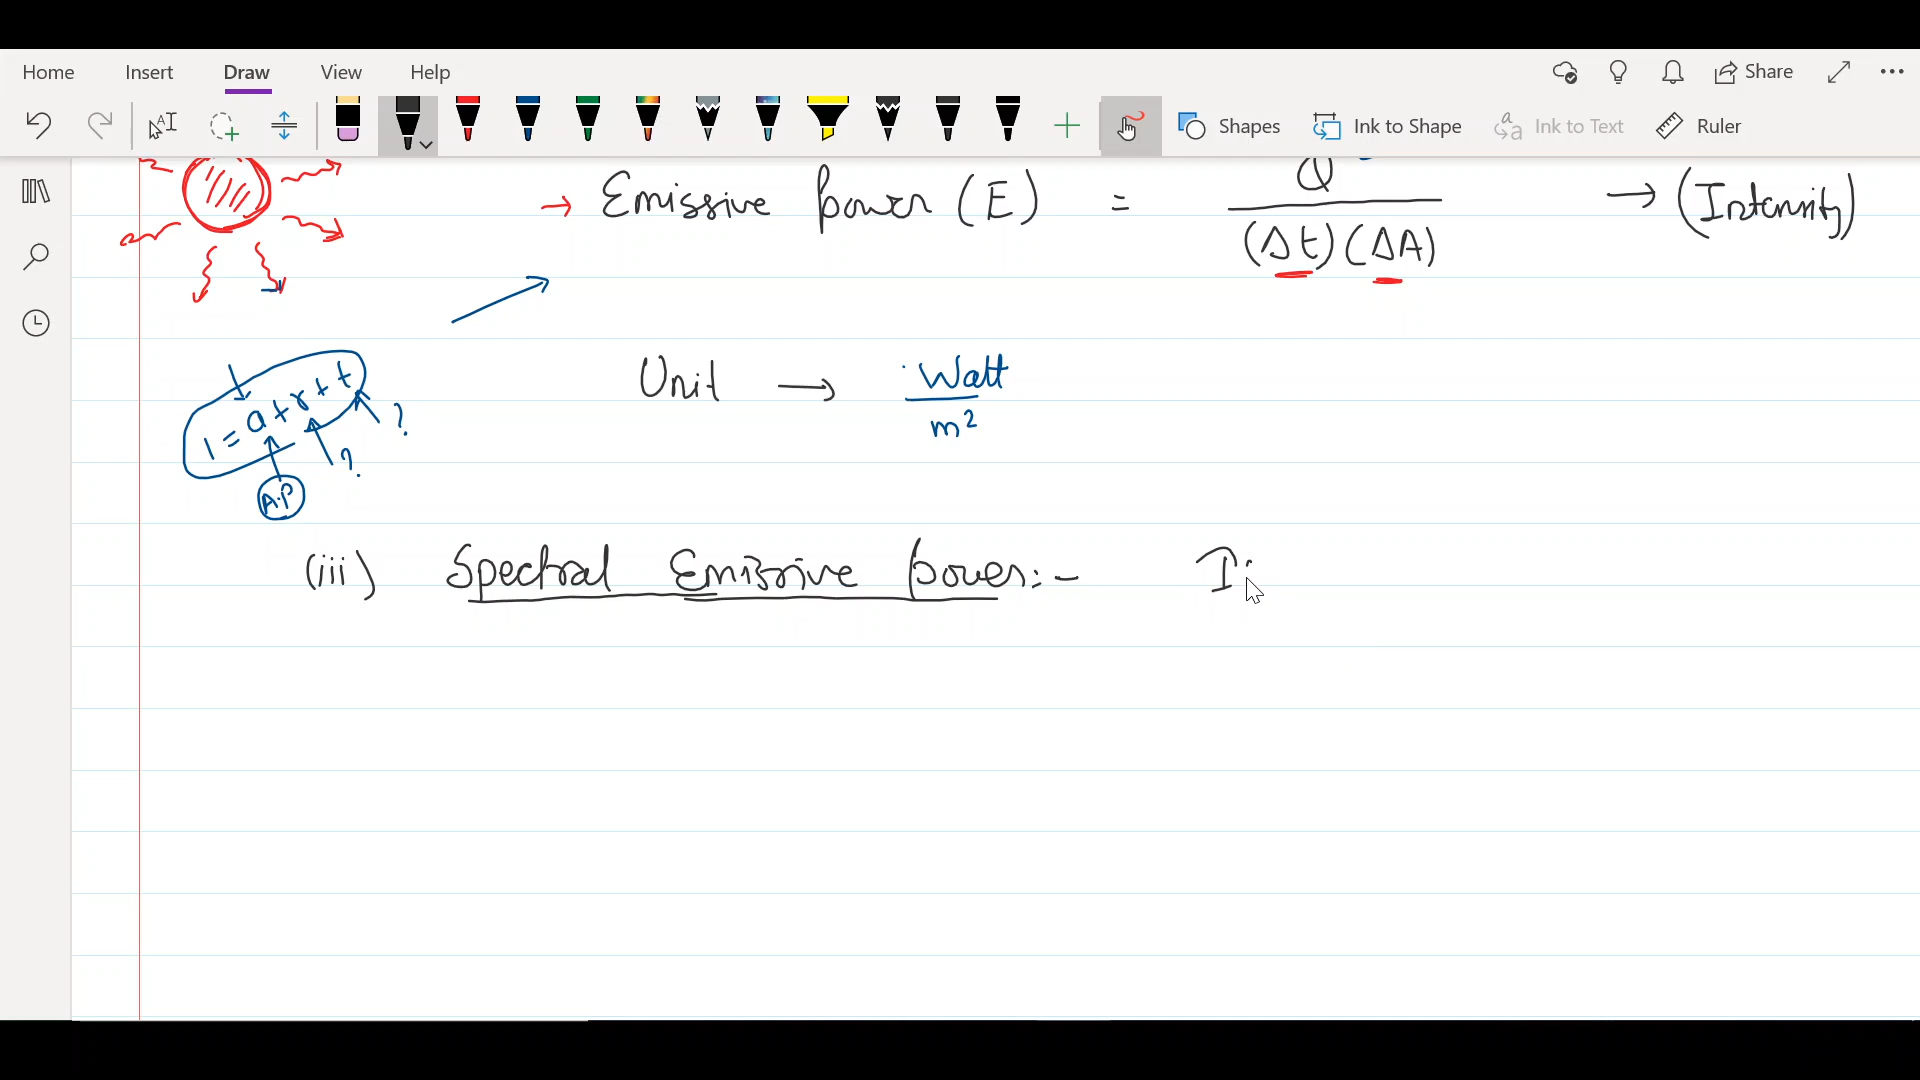 Home Insert Draw View Help Share
Shapes Ink to Shape Ink to Text Ruler
Q
→ Emissive power (E) = → (Intensity)
(Δt)(ΔA)
1 = a + r + t
?
?
A.P
Unit → Watt
m²
(iii) Spectral Emissive power:- I